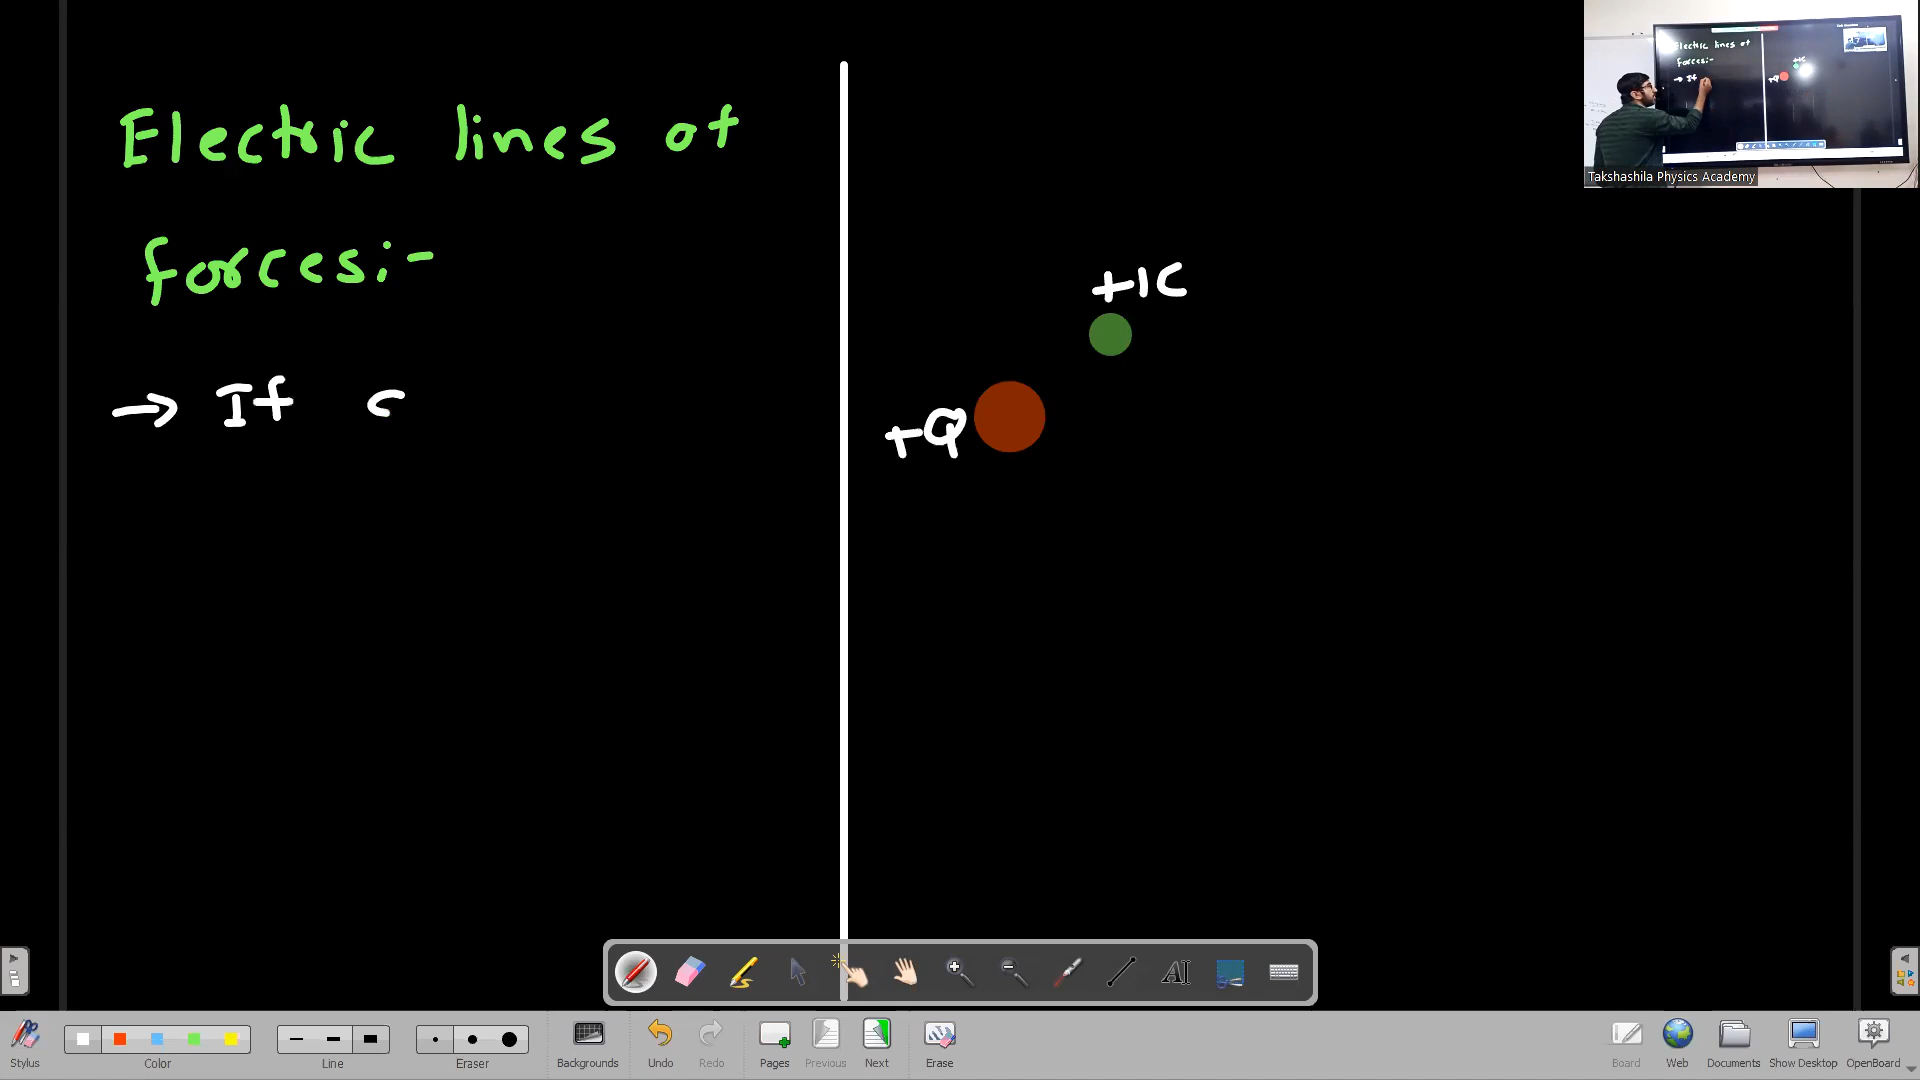 Electric lines of
forces:-
→ If
+1C
+Q
Takshashila Physics Academy
Stylus
Color
Line
Eraser
Backgrounds
Undo
Redo
Pages
Previous
Next
Erase
Board
Web
Documents
Show Desktop
OpenBoard